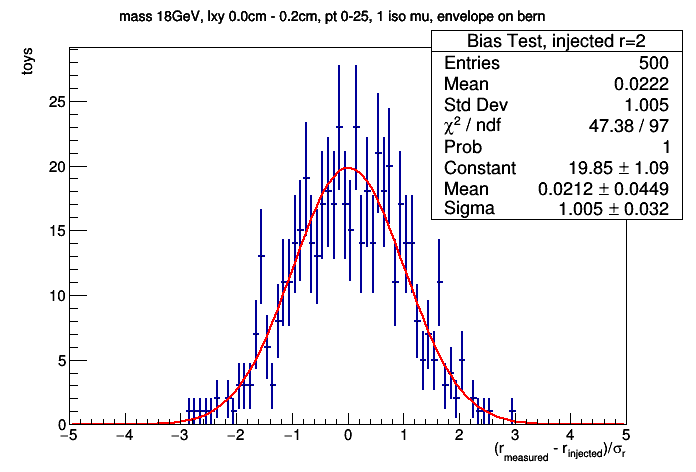 mass 18GeV, lxy 0.0cm - 0.2cm, pt 0-25, 1 iso mu, envelope on bern
Bias Test, injected r=2
Entries 500
Mean 0.0222
Std Dev 1.005
χ² / ndf 47.38 / 97
Prob 1
Constant 19.85 ± 1.09
Mean 0.0212 ± 0.0449
Sigma 1.005 ± 0.032
toys
25
20
15
10
5
0
−5 −4 −3 −2 −1 0 1 2 3 4 5
(r_measured - r_injected)/σ_r